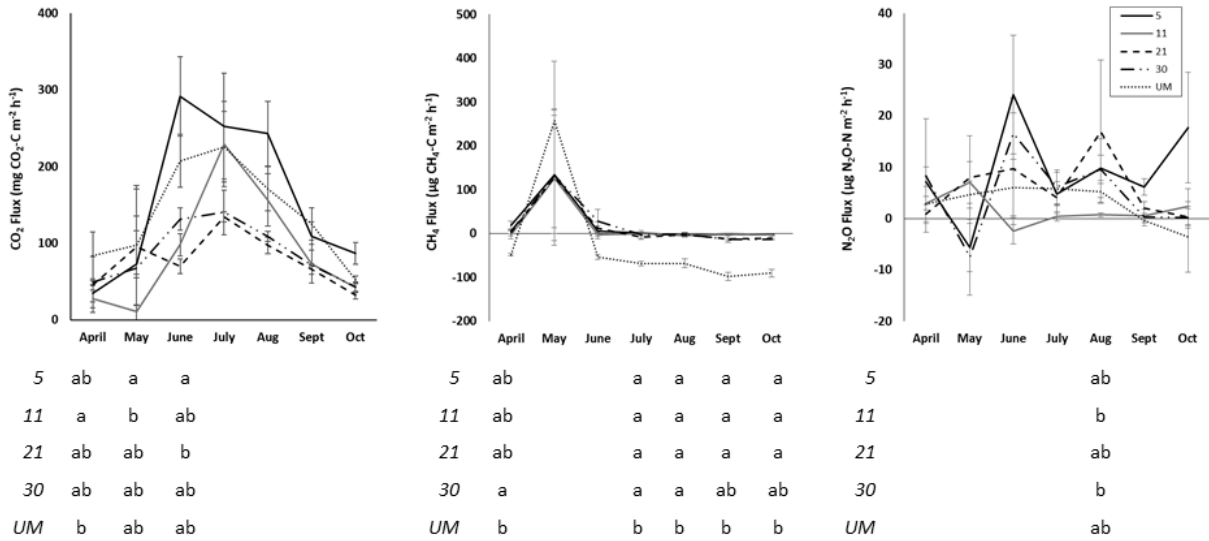 400
300
200
100
0
CO₂ Flux (mg CO₂-C m⁻² h⁻¹)
April May June July Aug Sept Oct
500
400
300
200
100
0
-100
-200
CH₄ Flux (µg CH₄-C m⁻² h⁻¹)
April May June July Aug Sept Oct
40
30
20
10
0
-10
-20
N₂O Flux (µg N₂O-N m⁻² h⁻¹)
5
11
21
30
UM
April May June July Aug Sept Oct
5 ab a a
11 a b ab
21 ab ab b
30 ab ab ab
UM b ab ab
5 ab a a a a
11 ab a a a a
21 ab a a a a
30 a a a ab ab
UM b b b b b
5 ab
11 b
21 ab
30 b
UM ab